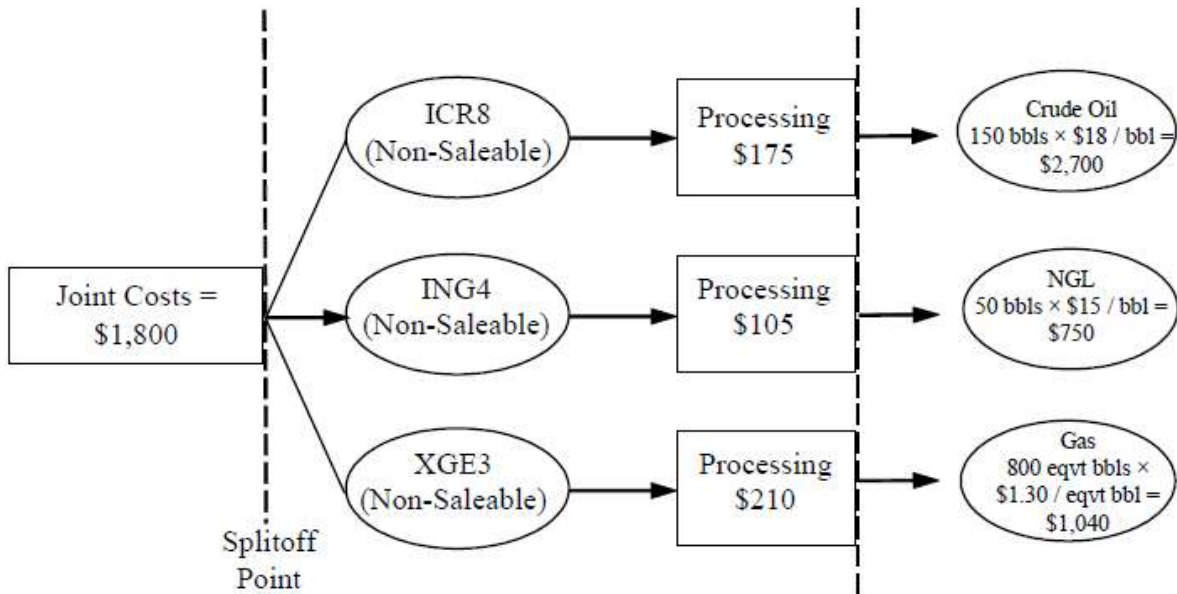 Joint Costs =
$1,800
Splitoff
Point
ICR8
(Non-Saleable)
Processing
$175
Crude Oil
150 bbls × $18 / bbl =
$2,700
ING4
(Non-Saleable)
Processing
$105
NGL
50 bbls × $15 / bbl =
$750
XGE3
(Non-Saleable)
Processing
$210
Gas
800 eqvt bbls ×
$1.30 / eqvt bbl =
$1,040